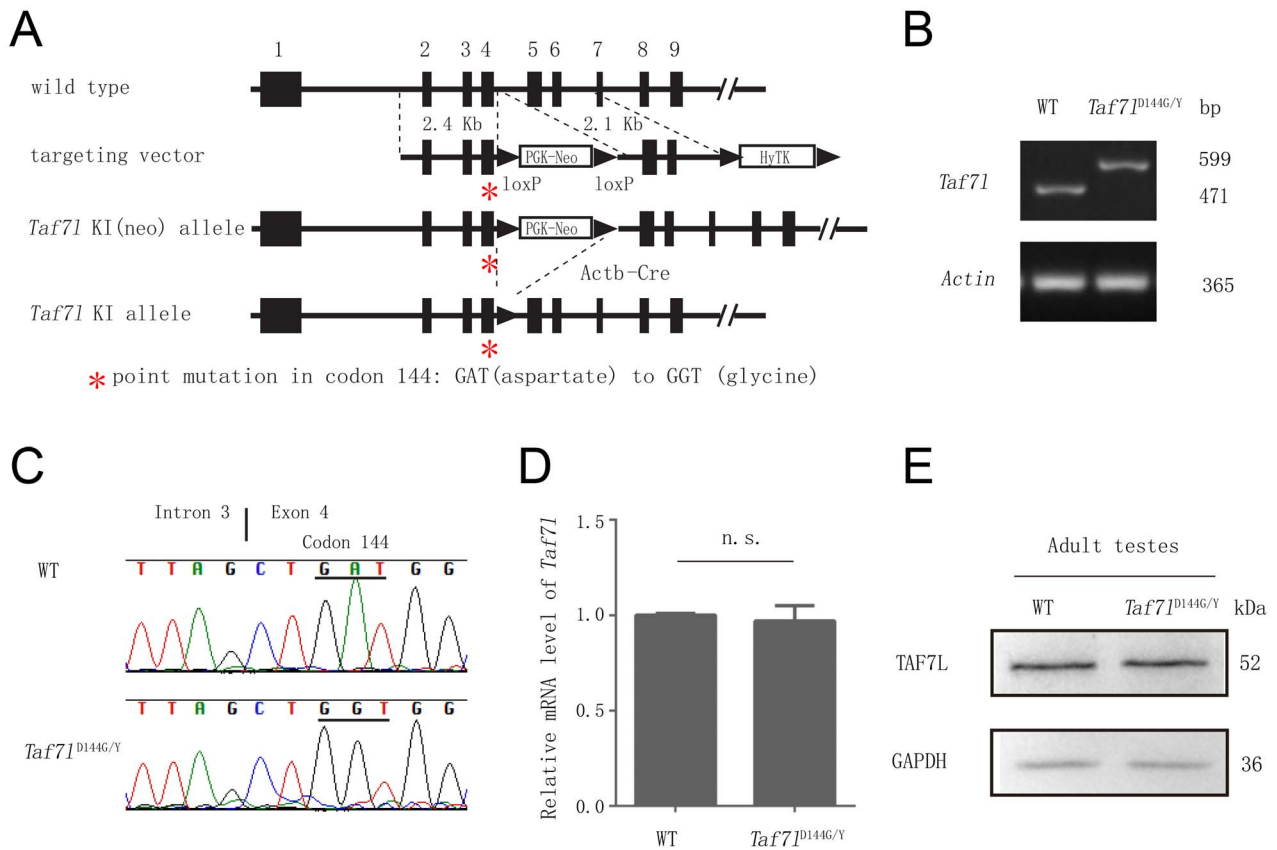 A
1 2 3 4 5 6 7 8 9
wild type
2.4 Kb 2.1 Kb
targeting vector
PGK-Neo HyTK
loxP loxP
*
Taf7l KI(neo) allele
PGK-Neo
*
Actb-Cre
Taf7l KI allele
*
* point mutation in codon 144: GAT(aspartate) to GGT (glycine)
B
WT Taf7l D144G/Y bp
Taf7l
599
471
Actin
365
C
Intron 3 | Exon 4
Codon 144
WT
T T A G C T G A T G G
T T A G C T G G T G G
Taf7l D144G/Y
D
Relative mRNA level of Taf7l
1.5
1.0
0.5
0.0
n.s.
WT Taf7l D144G/Y
E
Adult testes
WT Taf7l D144G/Y kDa
TAF7L 52
GAPDH 36